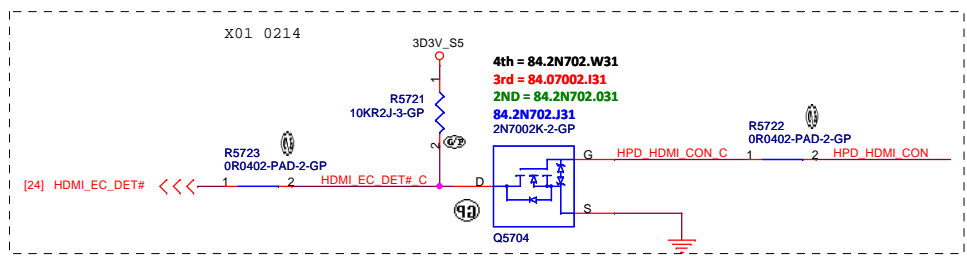 X01 0214
3D3V_S5
4th = 84.2N702.W31
3rd = 84.07002.I31
2ND = 84.2N702.031
84.2N702.J31
2N7002K-2-GP
1
R5721
10KR2J-3-GP
2
R5722
0R0402-PAD-2-GP
R5723
0R0402-PAD-2-GP
G
HPD_HDMI_CON_C
1
2
HPD_HDMI_CON
[24] HDMI_EC_DET#
1
2
HDMI_EC_DET#_C
D
GP
S
Q5704